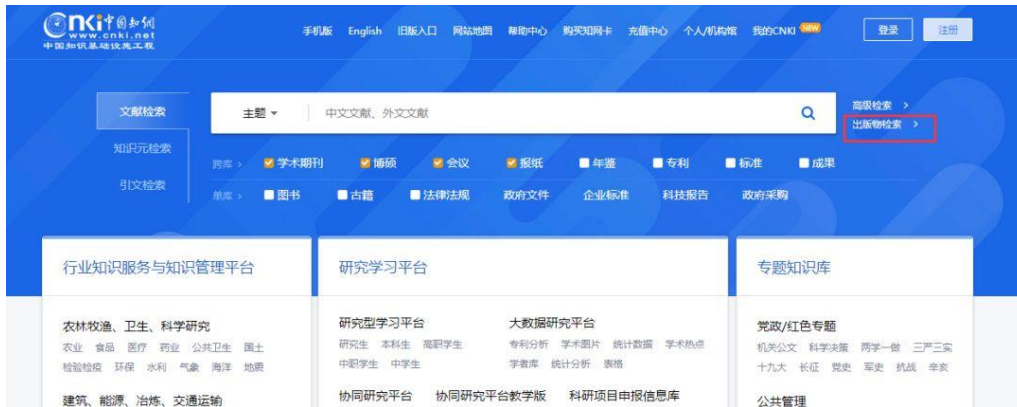 cnki中国知网
www.cnki.net
中国知识基础设施工程
手机版 English 旧版入口 网站地图 帮助中心 购买知网卡 充值中心 个人/机构馆 我的CNKI NEW 登录 注册
文献检索 主题 中文文献、外文文献 高级检索 >
出版物检索 >
知识元检索
引文检索
跨库 > 学术期刊 博硕 会议 报纸 年鉴 专利 标准 成果
单库 > 图书 古籍 法律法规 政府文件 企业标准 科技报告 政府采购
行业知识服务与知识管理平台
农林牧渔、卫生、科学研究
农业 食品 医疗 药业 公共卫生 国土
检验检疫 环保 水利 气象 海洋 地震
建筑、能源、冶炼、交通运输
研究学习平台
研究型学习平台
研究生 本科生 高职学生
中职学生 中学生
大数据研究平台
专利分析 学术图片 统计数据 学术热点
学者库 统计分析 表格
协同研究平台 协同研究平台教学版 科研项目申报信息库
专题知识库
党政/红色专题
机关公文 科学决策 两学一做 三严三实
十九大 长征 党史 军史 抗战 辛亥
公共管理